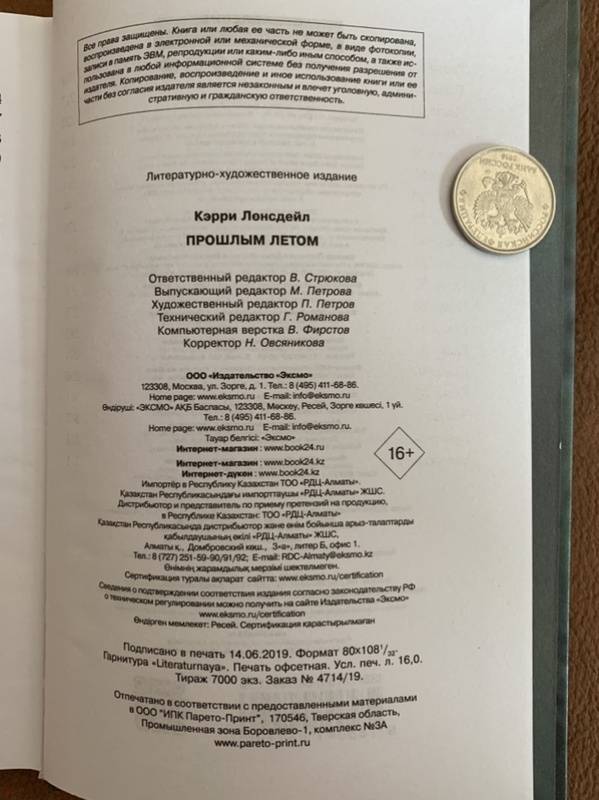 Все права защищены. Книга или любая ее часть не может быть скопирована,
воспроизведена в электронной или механической форме, в виде фотокопии,
записи в память ЭВМ, репродукции или каким-либо иным способом, а также ис-
пользована в любой информационной системе без получения разрешения от
издателя. Копирование, воспроизведение и иное использование книги или ее
части без согласия издателя является незаконным и влечет уголовную, админи-
стративную и гражданскую ответственность.
Литературно-художественное издание
Кэрри Лонсдейл
ПРОШЛЫМ ЛЕТОМ
Ответственный редактор В. Стрюкова
Выпускающий редактор М. Петрова
Художественный редактор П. Петров
Технический редактор Г. Романова
Компьютерная верстка В. Фирстов
Корректор Н. Овсяникова
ООО «Издательство «Эксмо»
123308, Москва, ул. Зорге, д. 1. Тел.: 8 (495) 411-68-86.
Home page: www.eksmo.ru E-mail: info@eksmo.ru
Өндіруші: «ЭКСМО» АҚБ Баспасы, 123308, Мәскеу, Ресей, Зорге көшесі, 1 үй.
Тел.: 8 (495) 411-68-86.
Home page: www.eksmo.ru E-mail: info@eksmo.ru.
Тауар белгісі: «Эксмо»
Интернет-магазин : www.book24.ru
Интернет-магазин : www.book24.kz
Интернет-дүкен : www.book24.kz
16+
Импортёр в Республику Казахстан ТОО «РДЦ-Алматы».
Қазақстан Республикасындағы импорттаушы «РДЦ-Алматы» ЖШС.
Дистрибьютор и представитель по приему претензий на продукцию,
в Республике Казахстан: ТОО «РДЦ-Алматы»
Қазақстан Республикасында дистрибьютор және өнім бойынша арыз-талаптарды
қабылдаушының өкілі «РДЦ-Алматы» ЖШС,
Алматы қ., Домбровский көш., 3«а», литер Б, офис 1.
Тел.: 8 (727) 251-59-90/91/92; E-mail: RDC-Almaty@eksmo.kz
Өнімнің жарамдылық мерзімі шектелмеген.
Сертификация туралы ақпарат сайтта: www.eksmo.ru/certification
Сведения о подтверждении соответствия издания согласно законодательству РФ
о техническом регулировании можно получить на сайте Издательства «Эксмо»
www.eksmo.ru/certification
Өндірген мемлекет: Ресей. Сертификация қарастырылмаған
Подписано в печать 14.06.2019. Формат 80x108¹/₃₂.
Гарнитура «Literaturnaya». Печать офсетная. Усл. печ. л. 16,0.
Тираж 7000 экз. Заказ № 4714/19.
Отпечатано в соответствии с предоставленными материалами
в ООО "ИПК Парето-Принт", 170546, Тверская область,
Промышленная зона Боровлево-1, комплекс №3А
www.pareto-print.ru
РОССИЙСКАЯ ФЕДЕРАЦИЯ
БАНК РОССИИ